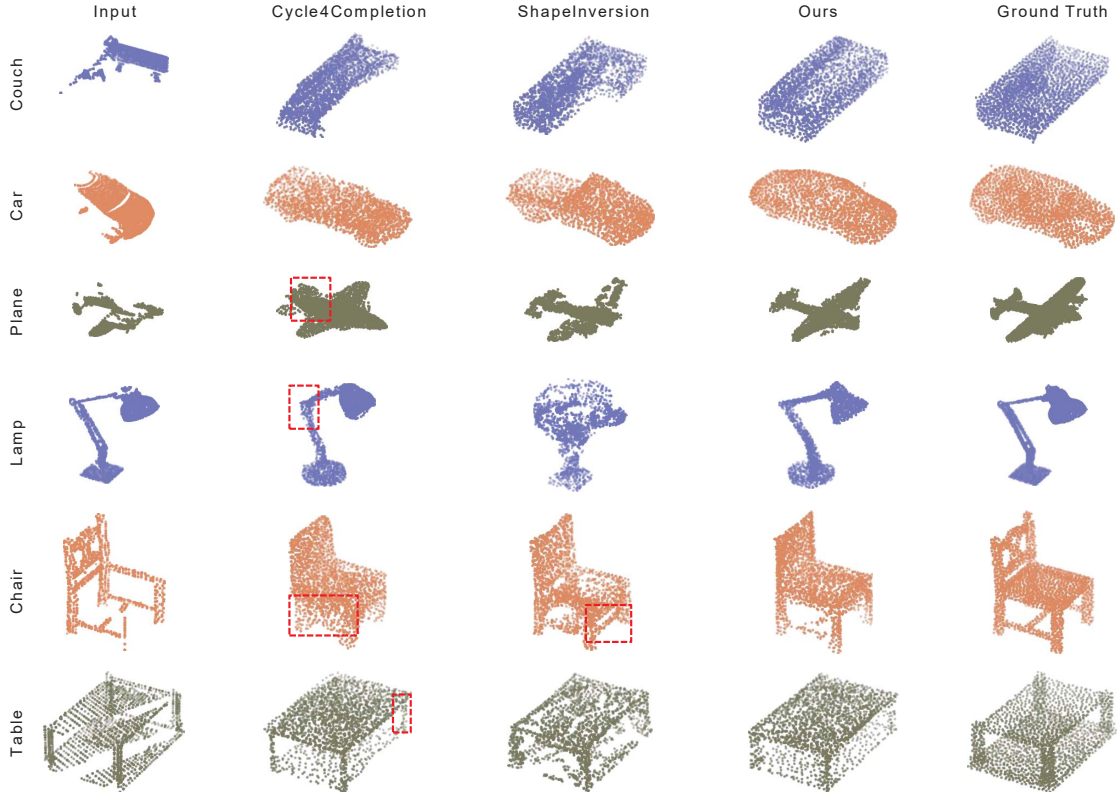 Input Cycle4Completion ShapeInversion Ours Ground Truth
Couch
Car
Plane
Lamp
Chair
Table